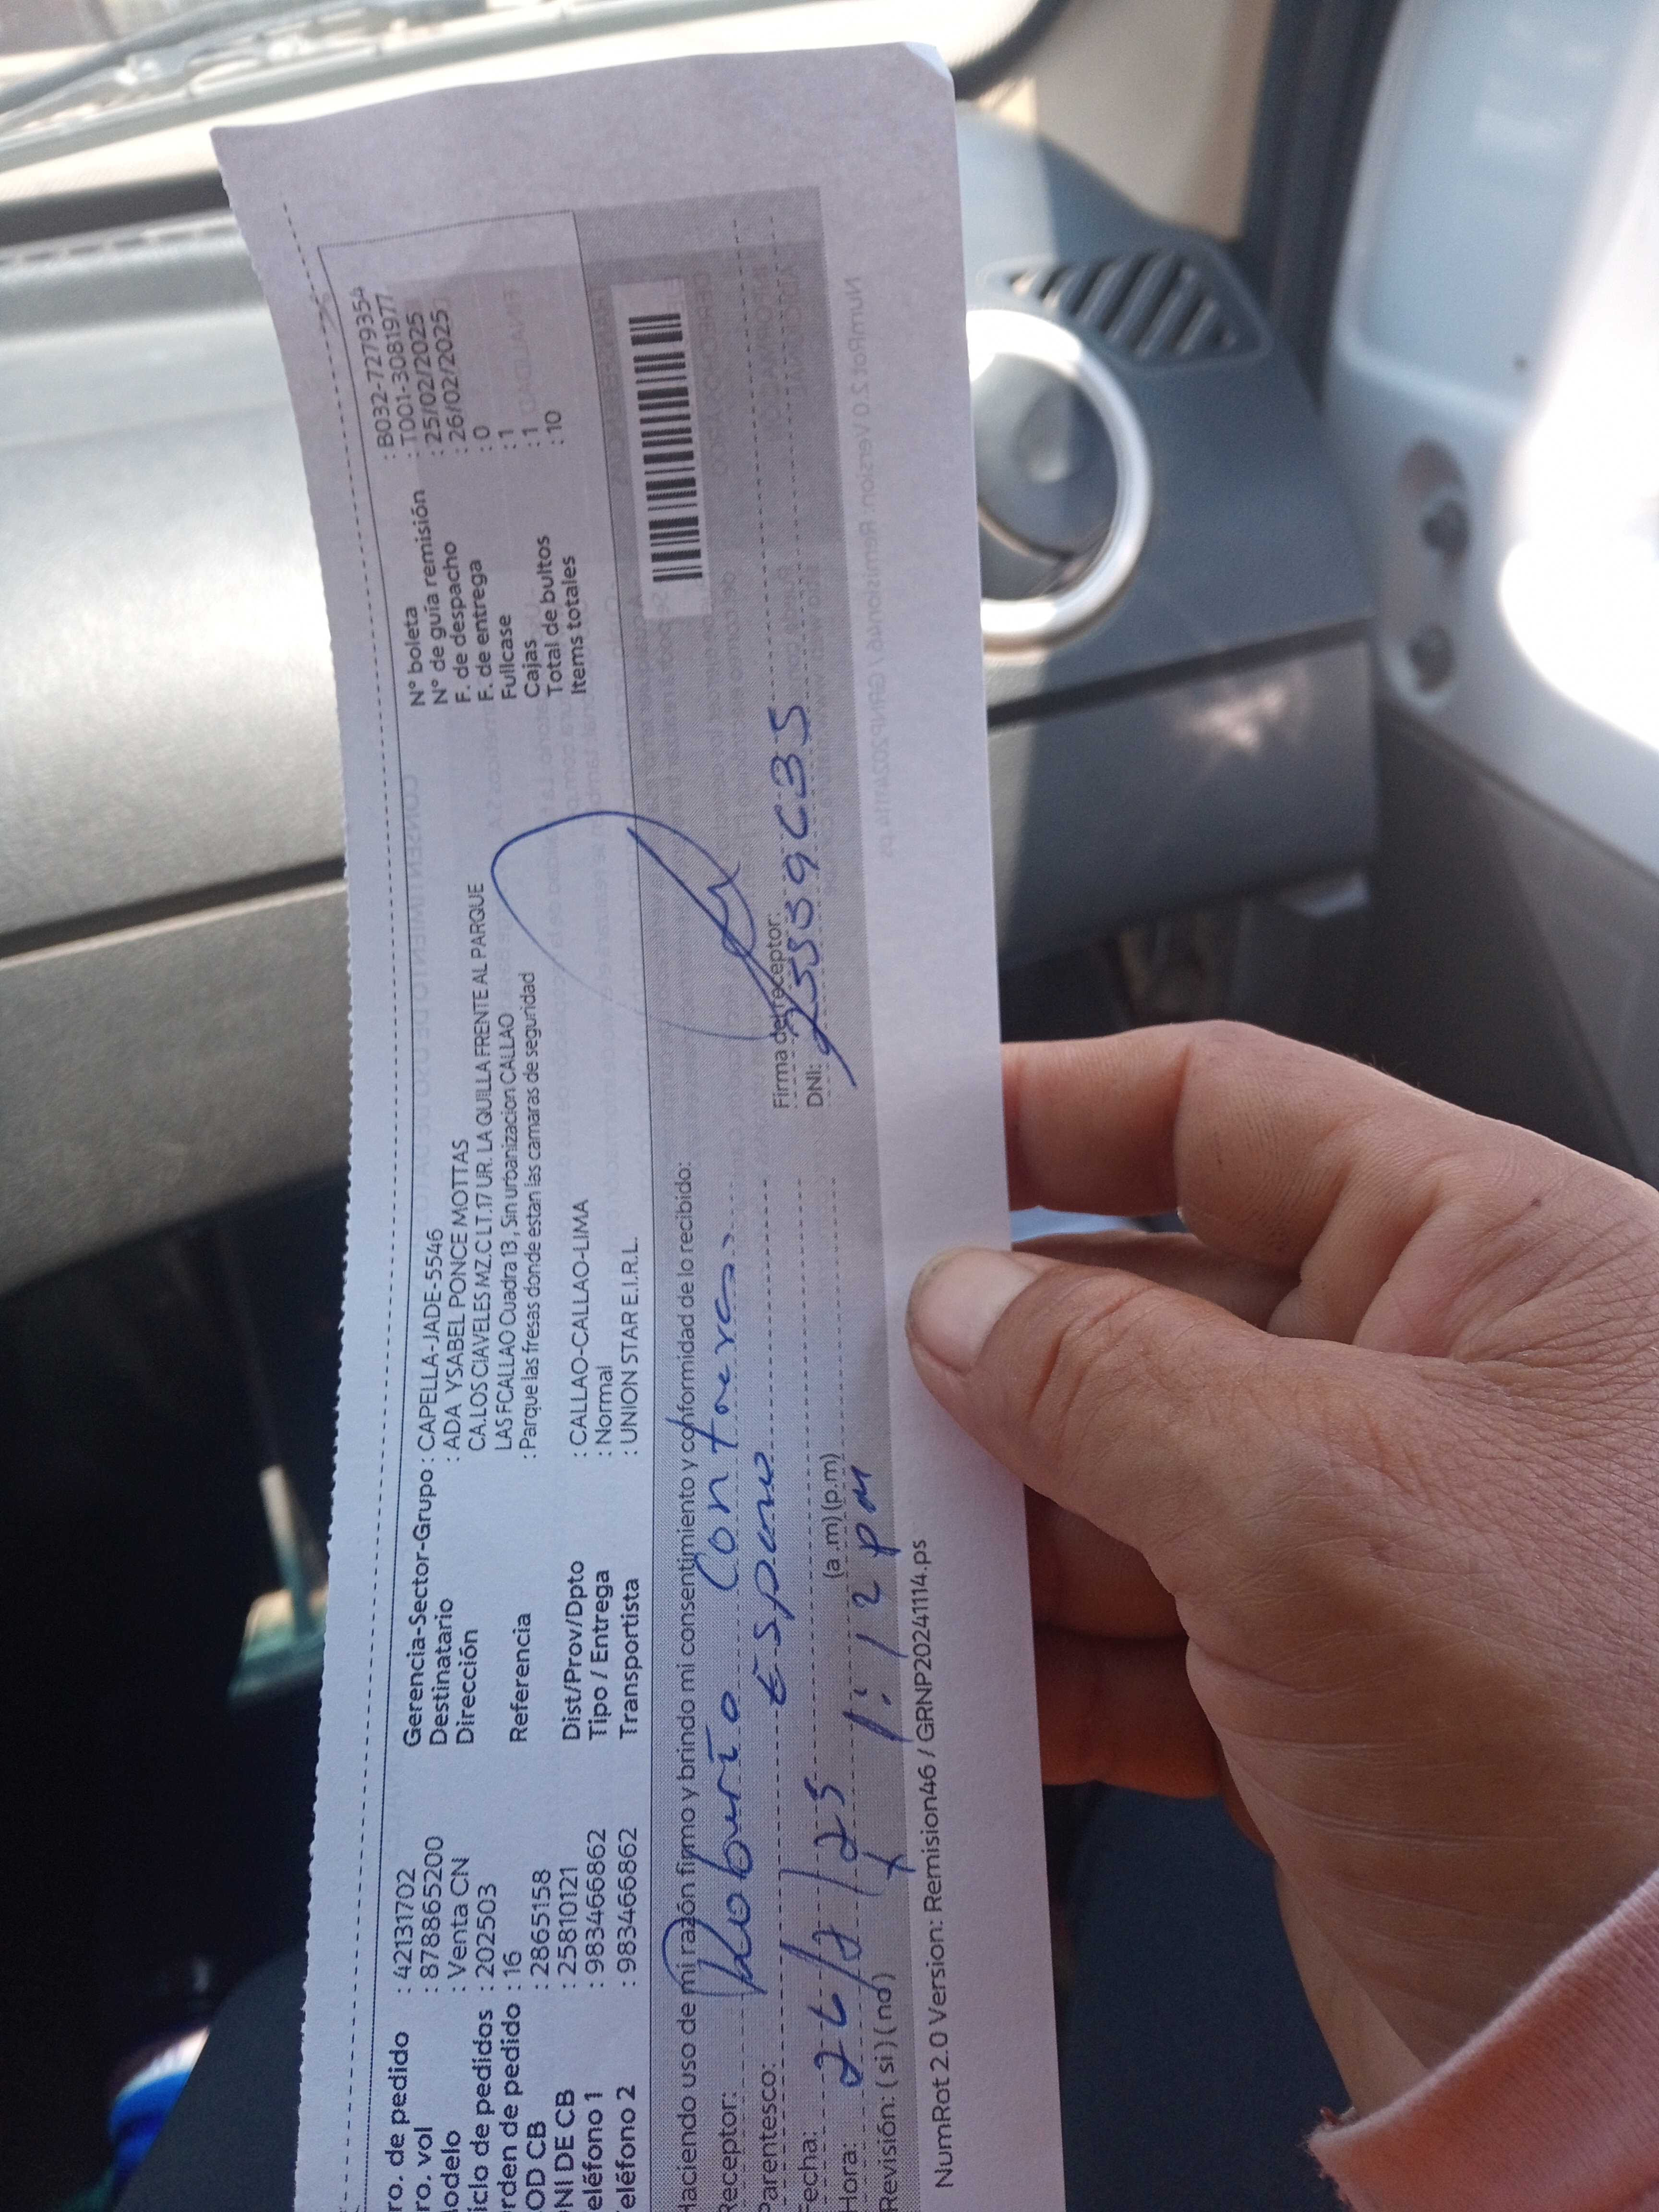 ro. de pedido : 42131702
ro. vol : 878865200
odelo : Venta CN
iclo de pedidos : 202503
rden de pedido : 16
OD CB : 2865158
NI DE CB : 25810121
eléfono 1 : 983466862
eléfono 2 : 983466862
Gerencia-Sector-Grupo : CAPELLA-JADE-5546
Destinatario : ADA YSABEL PONCE MOTTAS
Dirección CA.LOS CIAVELES MZ.C LT.17 UR. LA QUILLA FRENTE AL PARQUE
LAS FCALLAO Cuadra 13, Sin urbanizacion CALLAO
Referencia : Parque las fresas donde estan las camaras de seguridad
Dist/Prov/Dpto : CALLAO-CALLAO-LIMA
Tipo / Entrega : Normal
Transportista : UNION STAR E.I.R.L.
N° boleta : B032-7279354
N° de guía remisión : T001-30819777
F. de despacho : 25/02/2025
F. de entrega : 26/02/2025
Fullcase : 0
Cajas : 1
Total de bultos : 1
Items totales : 10
Haciendo uso de mi razón firmo y brindo mi consentimiento y conformidad de lo recibido:
Receptor: Contreras
Parentesco: Esposo
Fecha: 26/2/25
Hora: (a.m) (p.m) 1:12 pm
Revisión: (si) (no)
Firma del receptor:
DNI:
NumRot 2.0 Version: Remision46 / GRNP20241114.ps